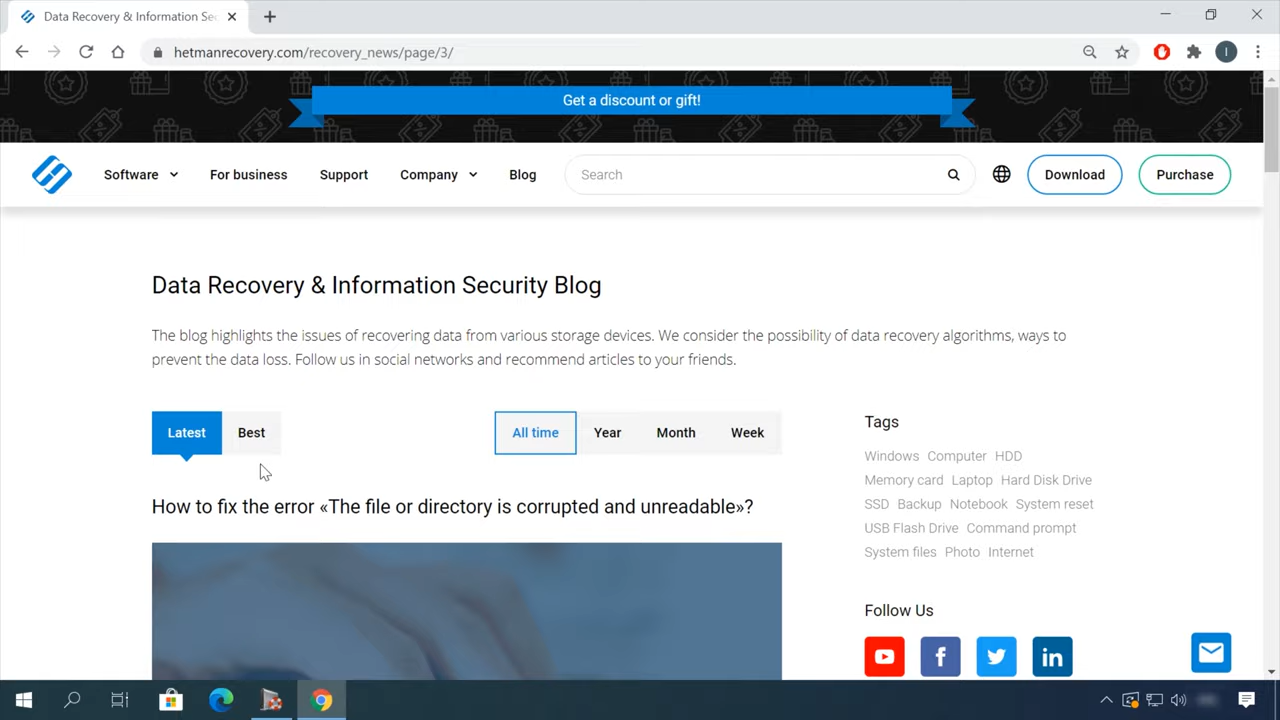 Data Recovery & Information Sec
hetmanrecovery.com/recovery_news/page/3/
I
Get a discount or gift!
Software
For business
Support
Company
Blog
Search
Download
Purchase
Data Recovery & Information Security Blog
The blog highlights the issues of recovering data from various storage devices. We consider the possibility of data recovery algorithms, ways to
prevent the data loss. Follow us in social networks and recommend articles to your friends.
Latest
Best
All time
Year
Month
Week
How to fix the error «The file or directory is corrupted and unreadable»?
Tags
Windows Computer HDD
Memory card Laptop Hard Disk Drive
SSD Backup Notebook System reset
USB Flash Drive Command prompt
System files Photo Internet
Follow Us